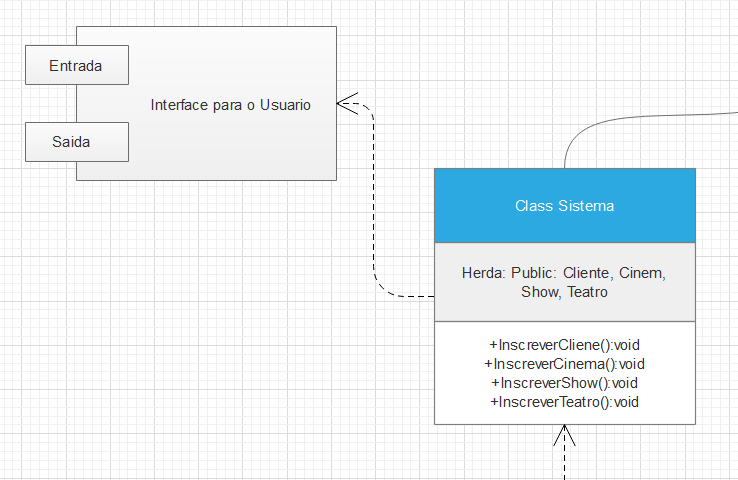 Entrada
Interface para o Usuario
Saida
Class Sistema
Herda: Public: Cliente, Cinem,
Show, Teatro
+InscreverCliene():void
+InscreverCinema():void
+InscreverShow():void
+InscreverTeatro():void